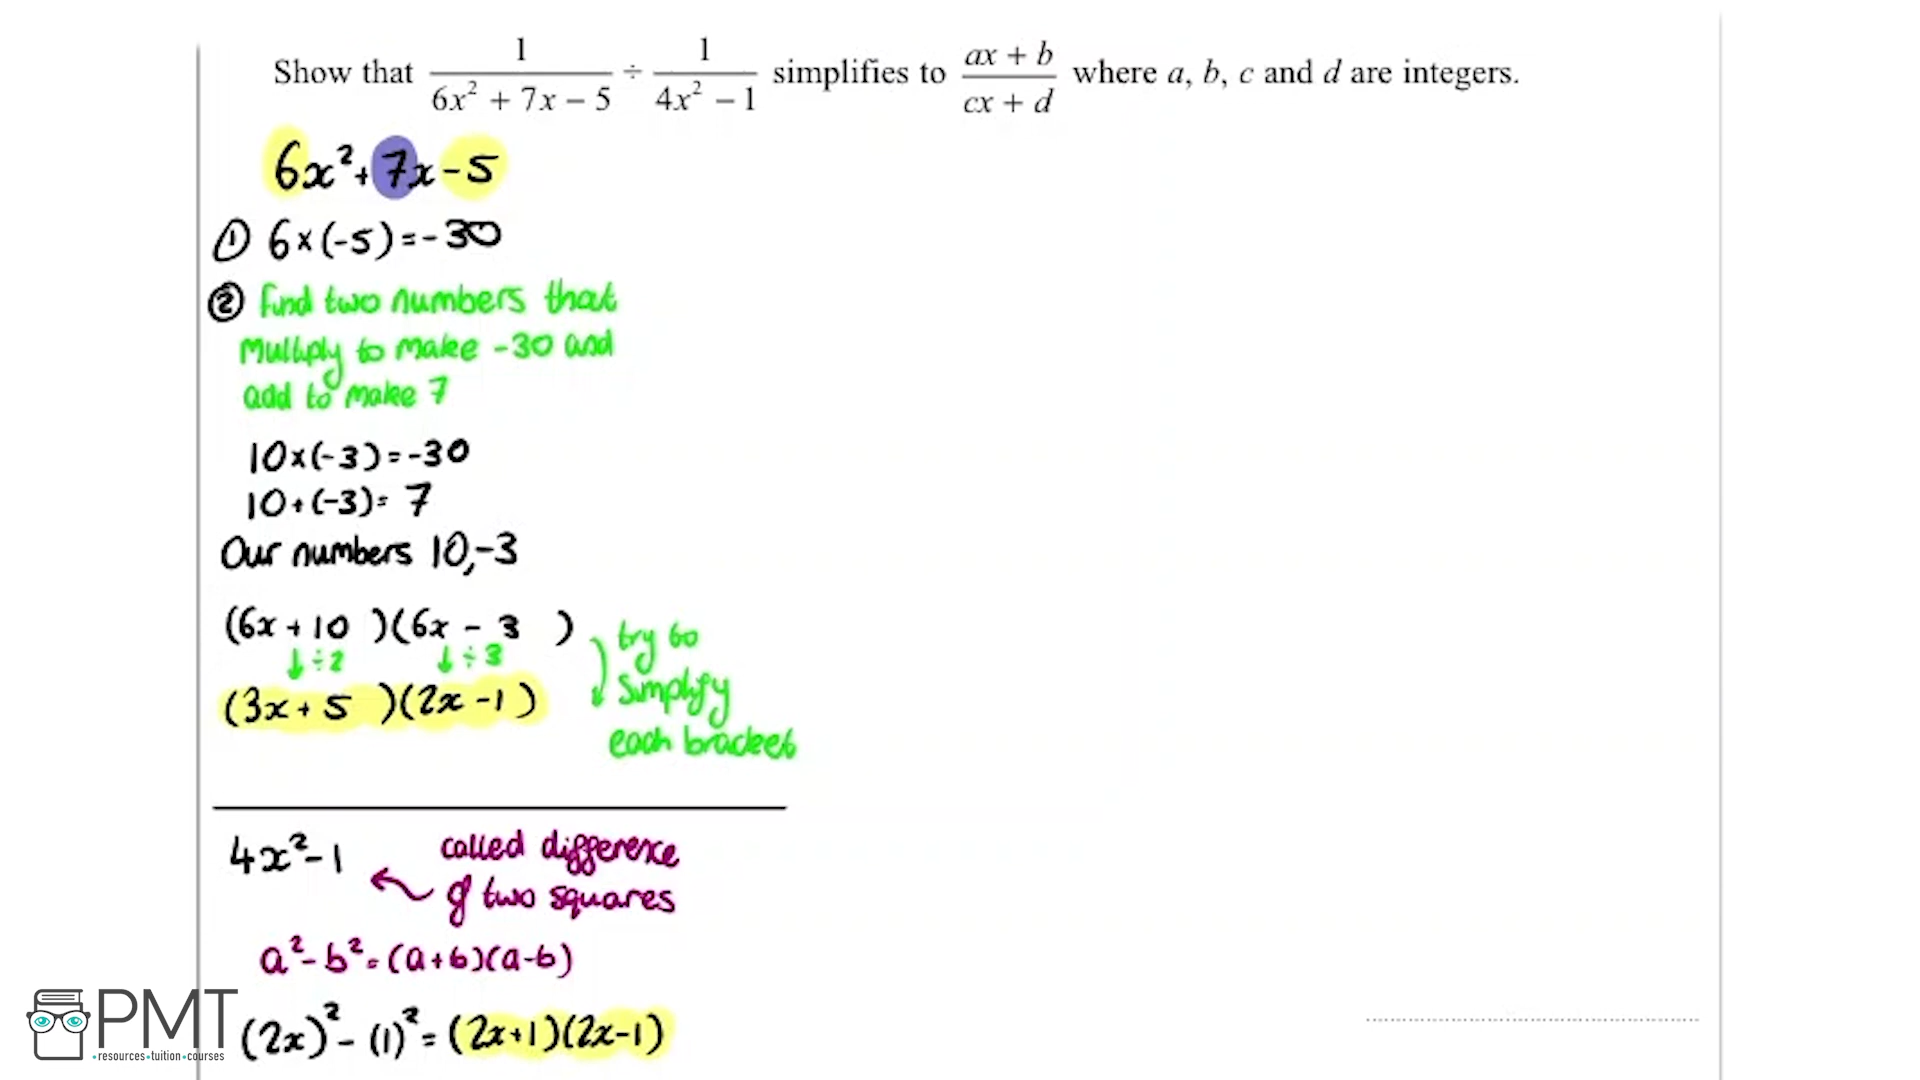 Show that 1/(6x² + 7x − 5) ÷ 1/(4x² − 1) simplifies to (ax + b)/(cx + d) where a, b, c and d are integers.
6x² + 7x − 5
① 6 × (−5) = −30
② Find two numbers that
Multiply to make −30 and
add to make 7
10 × (−3) = −30
10 + (−3) = 7
Our numbers 10, −3
(6x + 10 )(6x − 3 )
↓ ÷2 ↓ ÷3
(3x + 5 )(2x − 1)
try to
simplify
each bracket
4x² − 1
called difference
of two squares
a² − b² = (a+b)(a−b)
(2x)² − (1)² = (2x+1)(2x−1)
PMT
•resources•tuition•courses